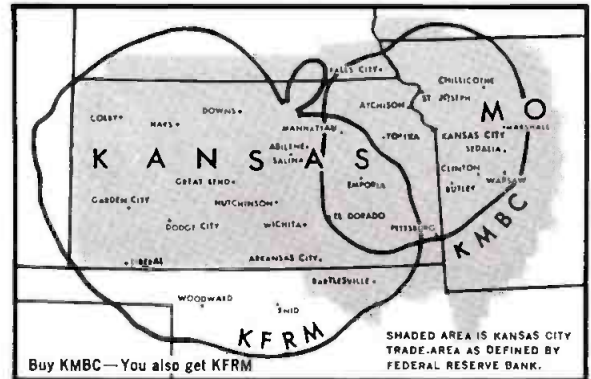 FALLS CITY
CHILLICOTHE
ATCHISON
ST JOSEPH
MO
COLBY
HAYS
DOWNS
MANHATTAN
TOPEKA
KANSAS CITY
MARSHALL
ABILENE
SALINA
SEDALIA
KANSAS
GREAT BEND
EMPORIA
CLINTON
WARSAW
BUTLEY
GARDEN CITY
HUTCHINSON
DODGE CITY
WICHITA
EL DORADO
PITTSBURG
KMBC
LIBERAL
ARKANSAS CITY
BARTLESVILLE
WOODWARD
ENID
KFRM
SHADED AREA IS KANSAS CITY
TRADE-AREA AS DEFINED BY
FEDERAL RESERVE BANK.
Buy KMBC—You also get KFRM